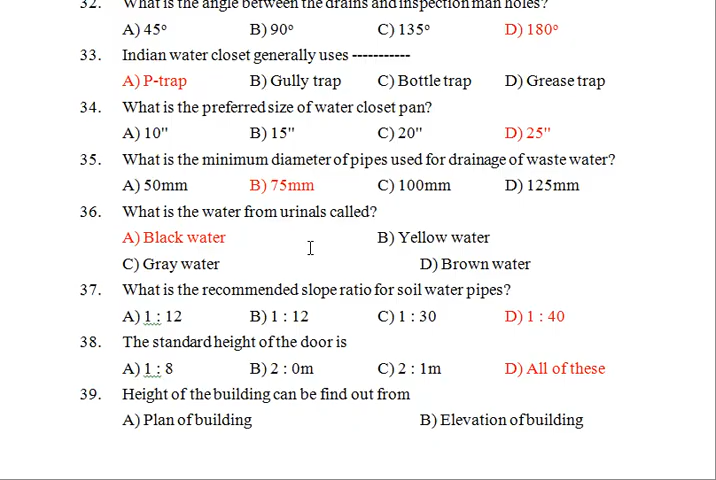 32. What is the angle between the drains and inspection man holes?
A) 45° B) 90° C) 135° D) 180°
33. Indian water closet generally uses -----------
A) P-trap B) Gully trap C) Bottle trap D) Grease trap
34. What is the preferred size of water closet pan?
A) 10" B) 15" C) 20" D) 25"
35. What is the minimum diameter of pipes used for drainage of waste water?
A) 50mm B) 75mm C) 100mm D) 125mm
36. What is the water from urinals called?
A) Black water B) Yellow water
C) Gray water D) Brown water
37. What is the recommended slope ratio for soil water pipes?
A) 1 : 12 B) 1 : 12 C) 1 : 30 D) 1 : 40
38. The standard height of the door is
A) 1 : 8 B) 2 : 0m C) 2 : 1m D) All of these
39. Height of the building can be find out from
A) Plan of building B) Elevation of building